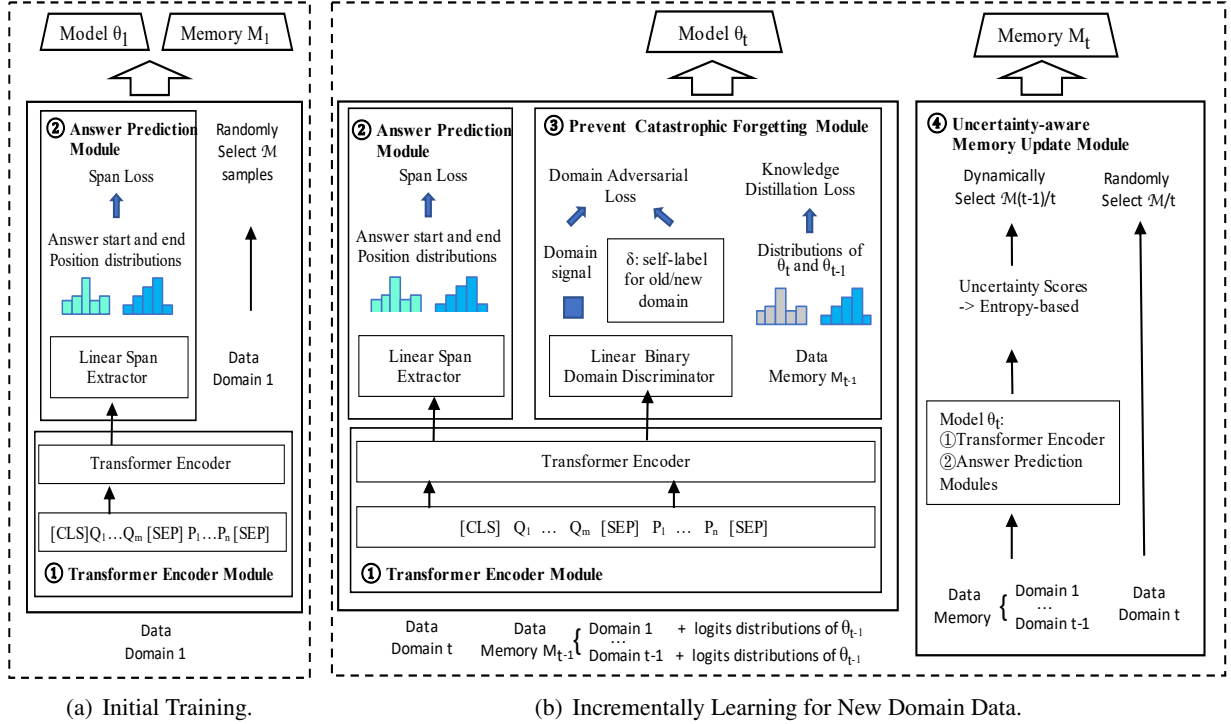 Model θ1
Memory M1
② Answer Prediction
Module
Span Loss
Answer start and end
Position distributions
Linear Span
Extractor
Randomly
Select ℳ
samples
Data
Domain 1
Transformer Encoder
[CLS]Q1…Qm [SEP] P1…Pn [SEP]
① Transformer Encoder Module
Data
Domain 1
(a) Initial Training.
Model θt
Memory Mt
② Answer Prediction
Module
Span Loss
Answer start and end
Position distributions
Linear Span
Extractor
③ Prevent Catastrophic Forgetting Module
Domain Adversarial
Loss
Domain
signal
δ: self-label
for old/new
domain
Linear Binary
Domain Discriminator
Knowledge
Distillation Loss
Distributions of
θt and θt-1
Data
Memory Mt-1
Transformer Encoder
[CLS] Q1 … Qm [SEP] P1 … Pn [SEP]
① Transformer Encoder Module
Data
Domain t
Data
Memory Mt-1
{
Domain 1 + logits distributions of θt-1
…
Domain t-1 + logits distributions of θt-1
④ Uncertainty-aware
Memory Update Module
Dynamically
Select ℳ(t-1)/t
Randomly
Select ℳ/t
Uncertainty Scores
-> Entropy-based
Model θt:
①Transformer Encoder
②Answer Prediction
Modules
Data
Memory
{
Domain 1
…
Domain t-1
Data
Domain t
(b) Incrementally Learning for New Domain Data.